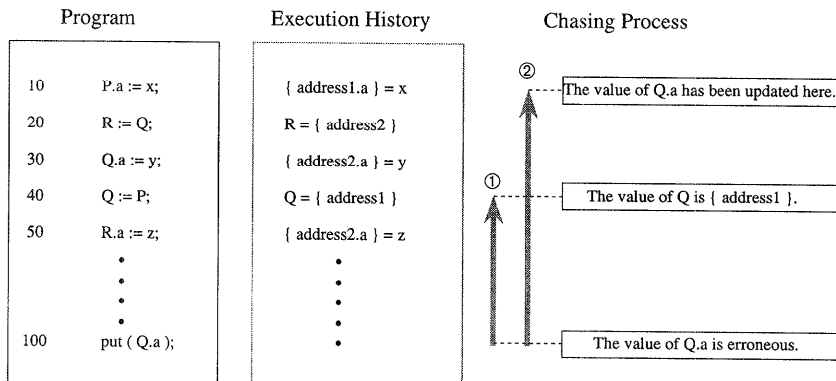 Program
Execution History
Chasing Process
10 P.a := x;
20 R := Q;
30 Q.a := y;
40 Q := P;
50 R.a := z;
100 put ( Q.a );
{ address1.a } = x
R = { address2 }
{ address2.a } = y
Q = { address1 }
{ address2.a } = z
②
The value of Q.a has been updated here.
①
The value of Q is { address1 }.
The value of Q.a is erroneous.